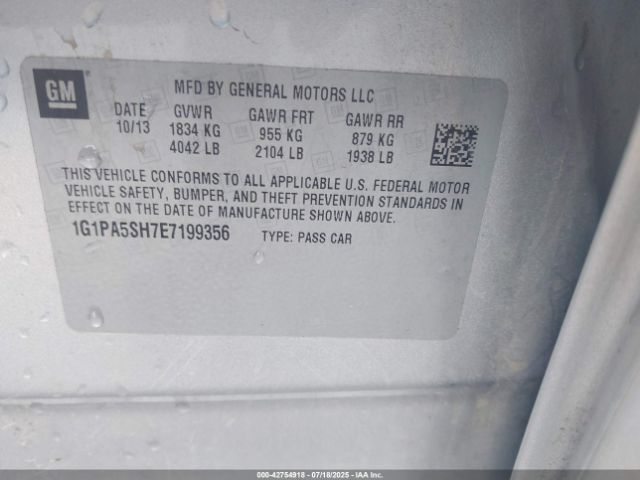 GM
MFD BY GENERAL MOTORS LLC
DATE GVWR GAWR FRT GAWR RR
10/13 1834 KG 955 KG 879 KG
4042 LB 2104 LB 1938 LB
THIS VEHICLE CONFORMS TO ALL APPLICABLE U.S. FEDERAL MOTOR
VEHICLE SAFETY, BUMPER, AND THEFT PREVENTION STANDARDS IN
EFFECT ON THE DATE OF MANUFACTURE SHOWN ABOVE.
1G1PA5SH7E7199356 TYPE: PASS CAR
000-42754918 - 07/18/2025 - IAAI.COM